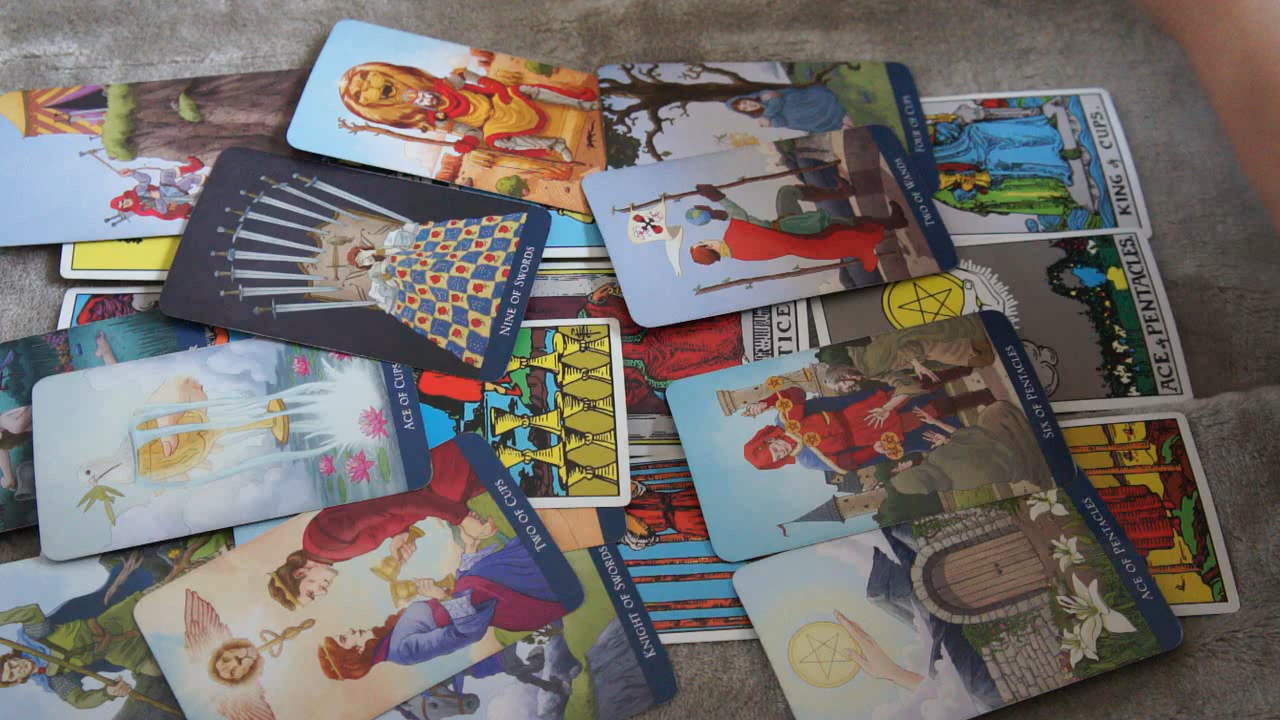 FOUR OF CUPS
KING of CUPS.
TWO OF WANDS
NINE OF SWORDS
ACE of PENTACLES.
TICE
SIX OF PENTACLES
ACE OF CUPS
TWO OF CUPS
ACE OF PENTACLES
KNIGHT OF SWORDS